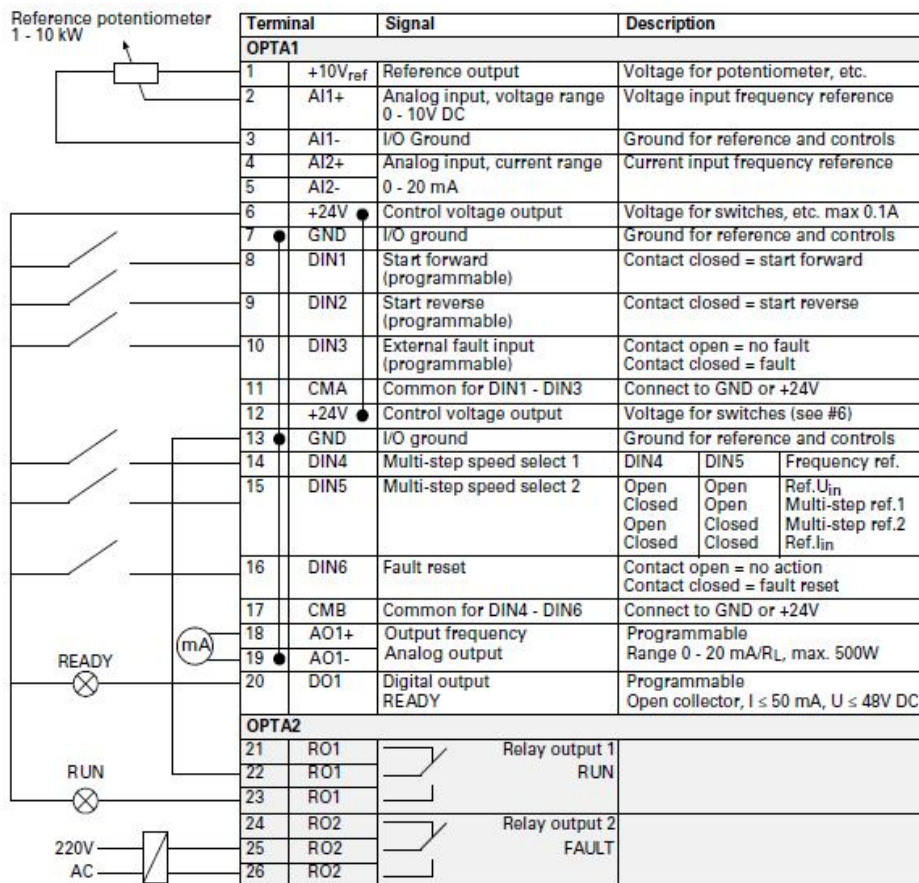 Reference potentiometer
1 - 10 kW
Terminal Signal Description
OPTA1
1 +10Vref Reference output Voltage for potentiometer, etc.
2 AI1+ Analog input, voltage range Voltage input frequency reference
0 - 10V DC
3 AI1- I/O Ground Ground for reference and controls
4 AI2+ Analog input, current range Current input frequency reference
5 AI2- 0 - 20 mA
6 +24V Control voltage output Voltage for switches, etc. max 0.1A
7 GND I/O ground Ground for reference and controls
8 DIN1 Start forward Contact closed = start forward
(programmable)
9 DIN2 Start reverse Contact closed = start reverse
(programmable)
10 DIN3 External fault input Contact open = no fault
(programmable) Contact closed = fault
11 CMA Common for DIN1 - DIN3 Connect to GND or +24V
12 +24V Control voltage output Voltage for switches (see #6)
13 GND I/O ground Ground for reference and controls
14 DIN4 Multi-step speed select 1 DIN4 DIN5 Frequency ref.
15 DIN5 Multi-step speed select 2 Open Open Ref.Uin
Closed Open Multi-step ref.1
Open Closed Multi-step ref.2
Closed Closed Ref.Iin
16 DIN6 Fault reset Contact open = no action
Contact closed = fault reset
17 CMB Common for DIN4 - DIN6 Connect to GND or +24V
18 AO1+ Output frequency Programmable
mA
19 AO1- Analog output Range 0 - 20 mA/RL, max. 500W
READY
20 DO1 Digital output Programmable
READY Open collector, I ≤ 50 mA, U ≤ 48V DC
OPTA2
21 RO1 Relay output 1
RUN
22 RO1 RUN
23 RO1
24 RO2 Relay output 2
220V 25 RO2 FAULT
AC 26 RO2